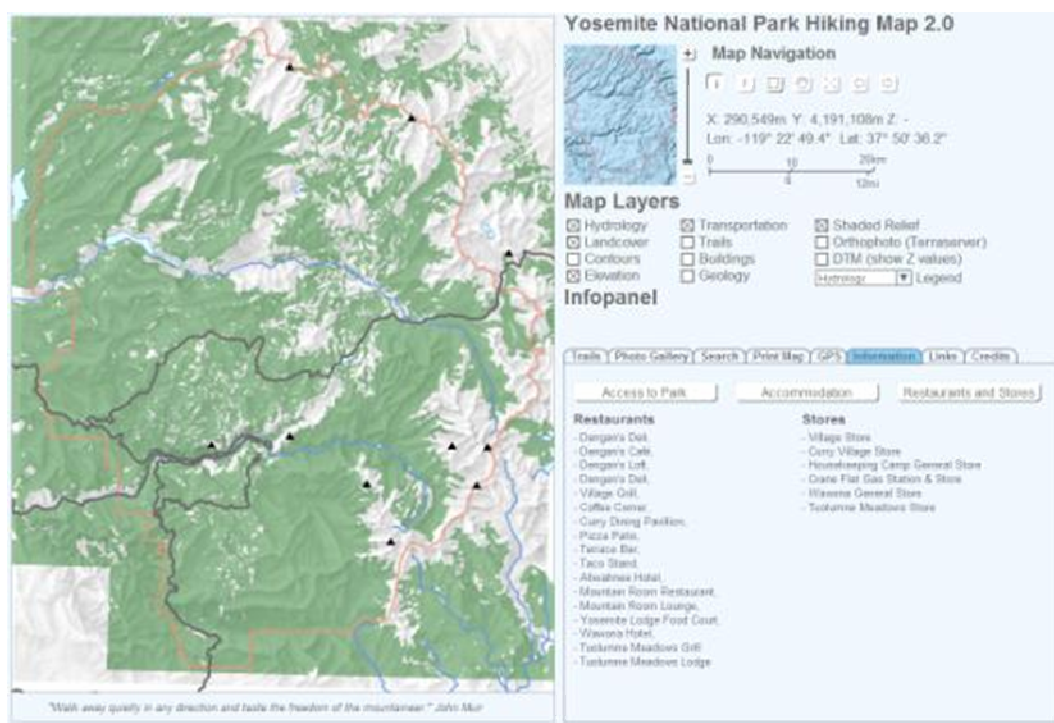 Yosemite National Park Hiking Map 2.0
Map Navigation
X: 290,549m Y: 4,191,108m Z: -
Lon: -119° 22' 49.4" Lat: 37° 50' 36.2"
0 10 20km
0 6 12mi
Map Layers
Hydrology Transportation Shaded Relief
Landcover Trails Orthophoto (Terraserver)
Contours Buildings DTM (show Z values)
Elevation Geology Hydrology Legend
Infopanel
Trails Photo Gallery Search Print Map GPS Information Links Credits
Access to Park Accommodation Restaurants and Stores
Restaurants
- Degnan's Deli,
- Degnan's Café,
- Degnan's Loft,
- Degnan's Deli,
- Village Grill,
- Coffee Corner,
- Curry Dining Pavilion,
- Pizza Patio,
- Terrace Bar,
- Taco Stand,
- Ahwahnee Hotel,
- Mountain Room Restaurant,
- Mountain Room Lounge,
- Yosemite Lodge Food Court,
- Wawona Hotel,
- Tuolumne Meadows Grill
- Tuolumne Meadows Lodge
Stores
- Village Store
- Curry Village Store
- Housekeeping Camp General Store
- Crane Flat Gas Station & Store
- Wawona General Store
- Tuolumne Meadows Store
"Walk away quietly in any direction and taste the freedom of the mountaineer." John Muir